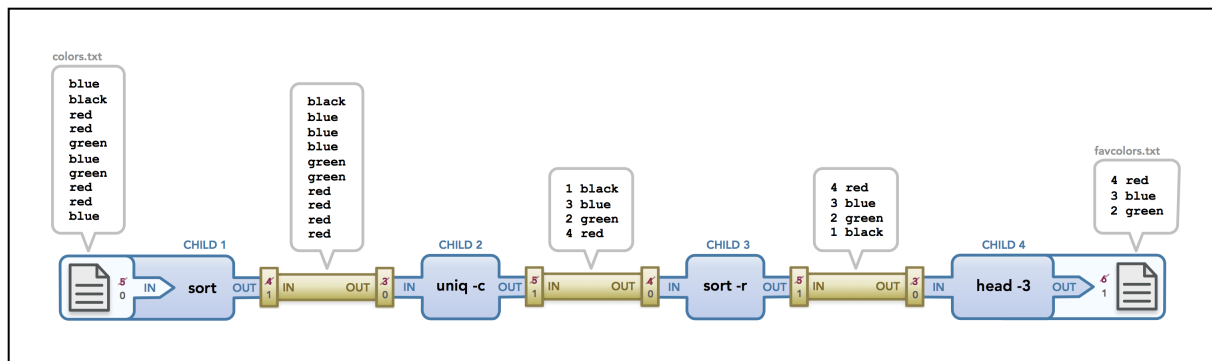 colors.txt
blue
black
red
red
green
blue
green
red
red
blue
black
blue
blue
blue
green
green
red
red
red
red
1 black
3 blue
2 green
4 red
4 red
3 blue
2 green
1 black
favcolors.txt
4 red
3 blue
2 green
CHILD 1
CHILD 2
CHILD 3
CHILD 4
5
0
IN
sort
OUT
4
1
IN
OUT
3
0
IN
uniq -c
OUT
5
1
IN
OUT
4
0
IN
sort -r
OUT
5
1
IN
OUT
3
0
IN
head -3
OUT
6
1